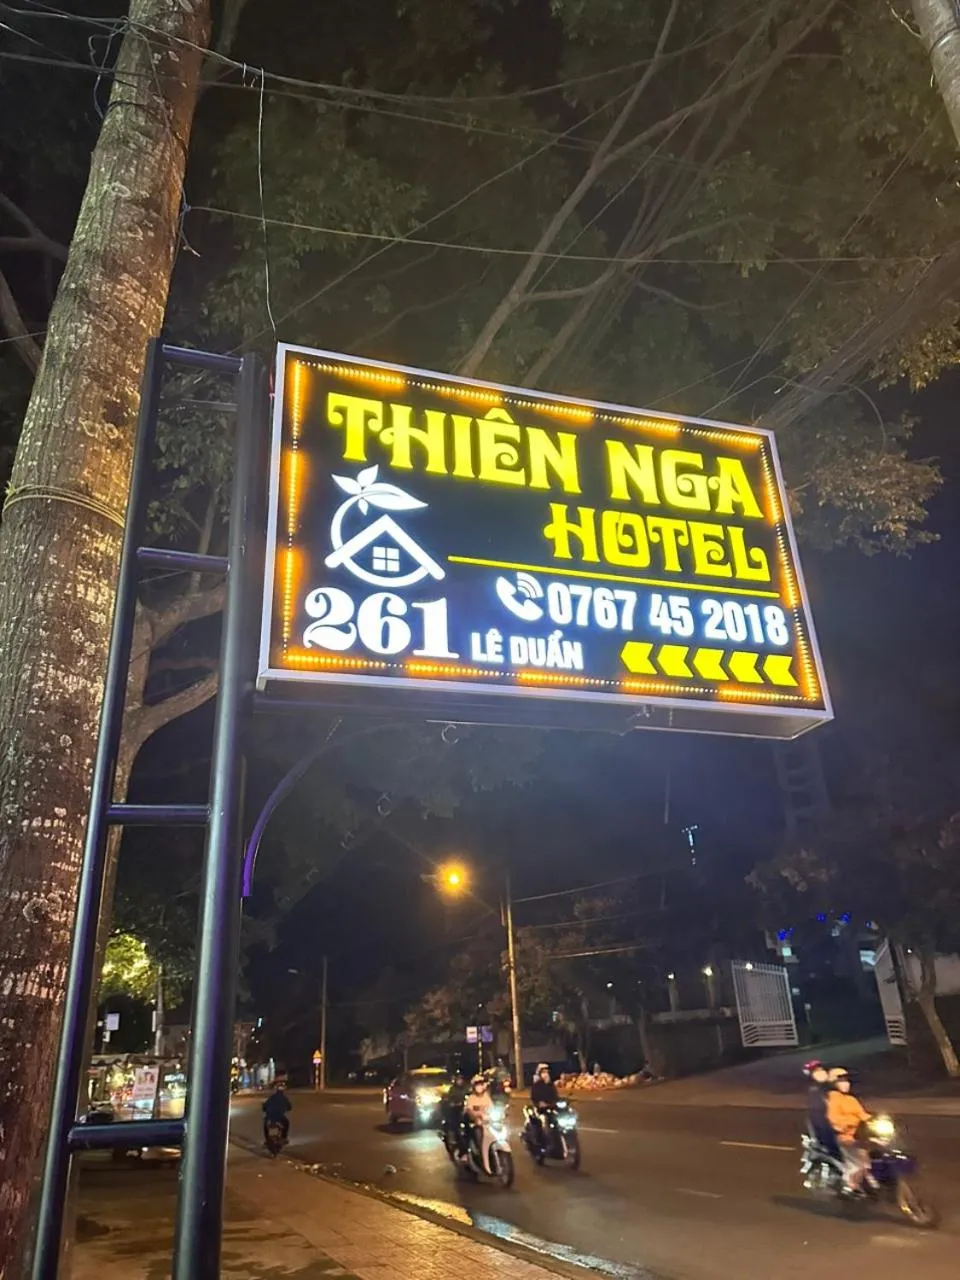 THIÊN NGA
HOTEL
0767 45 2018
261 LÊ DUẨN